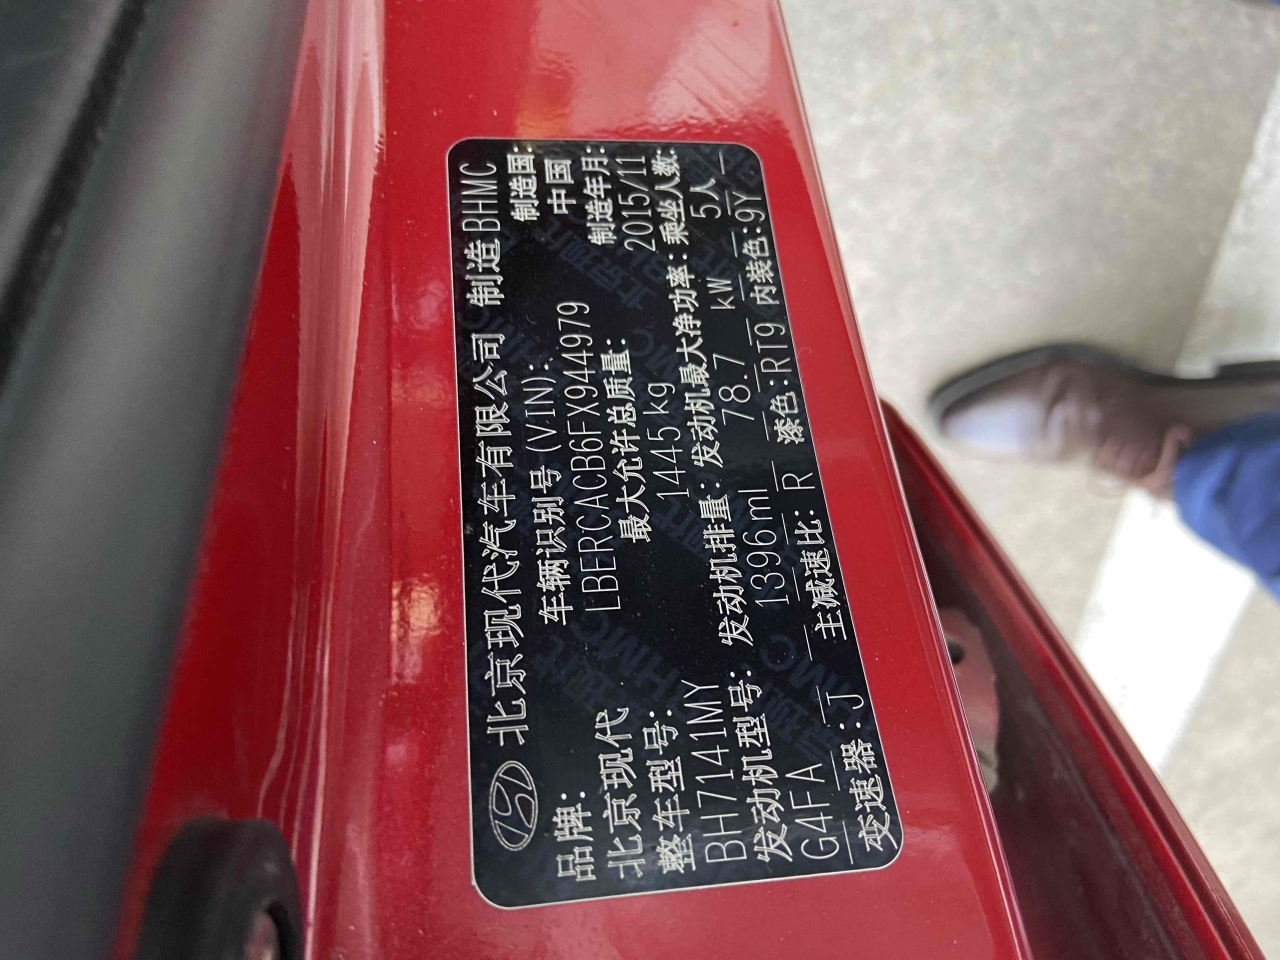 北京现代汽车有限公司 制造 BHMC
品牌: 车辆识别号(VIN): 制造国:
北京现代 LBERCACB6FX944979 中国
整车型号: 最大允许总质量: 制造年月:
BH7141MY 1445 kg 2015/11
发动机型号: 发动机排量: 发动机最大净功率: 乘坐人数:
G4FA 1396ml 78.7 kW 5人
变速器: J 主减速比: R 漆色: RT9 内装色: 9Y